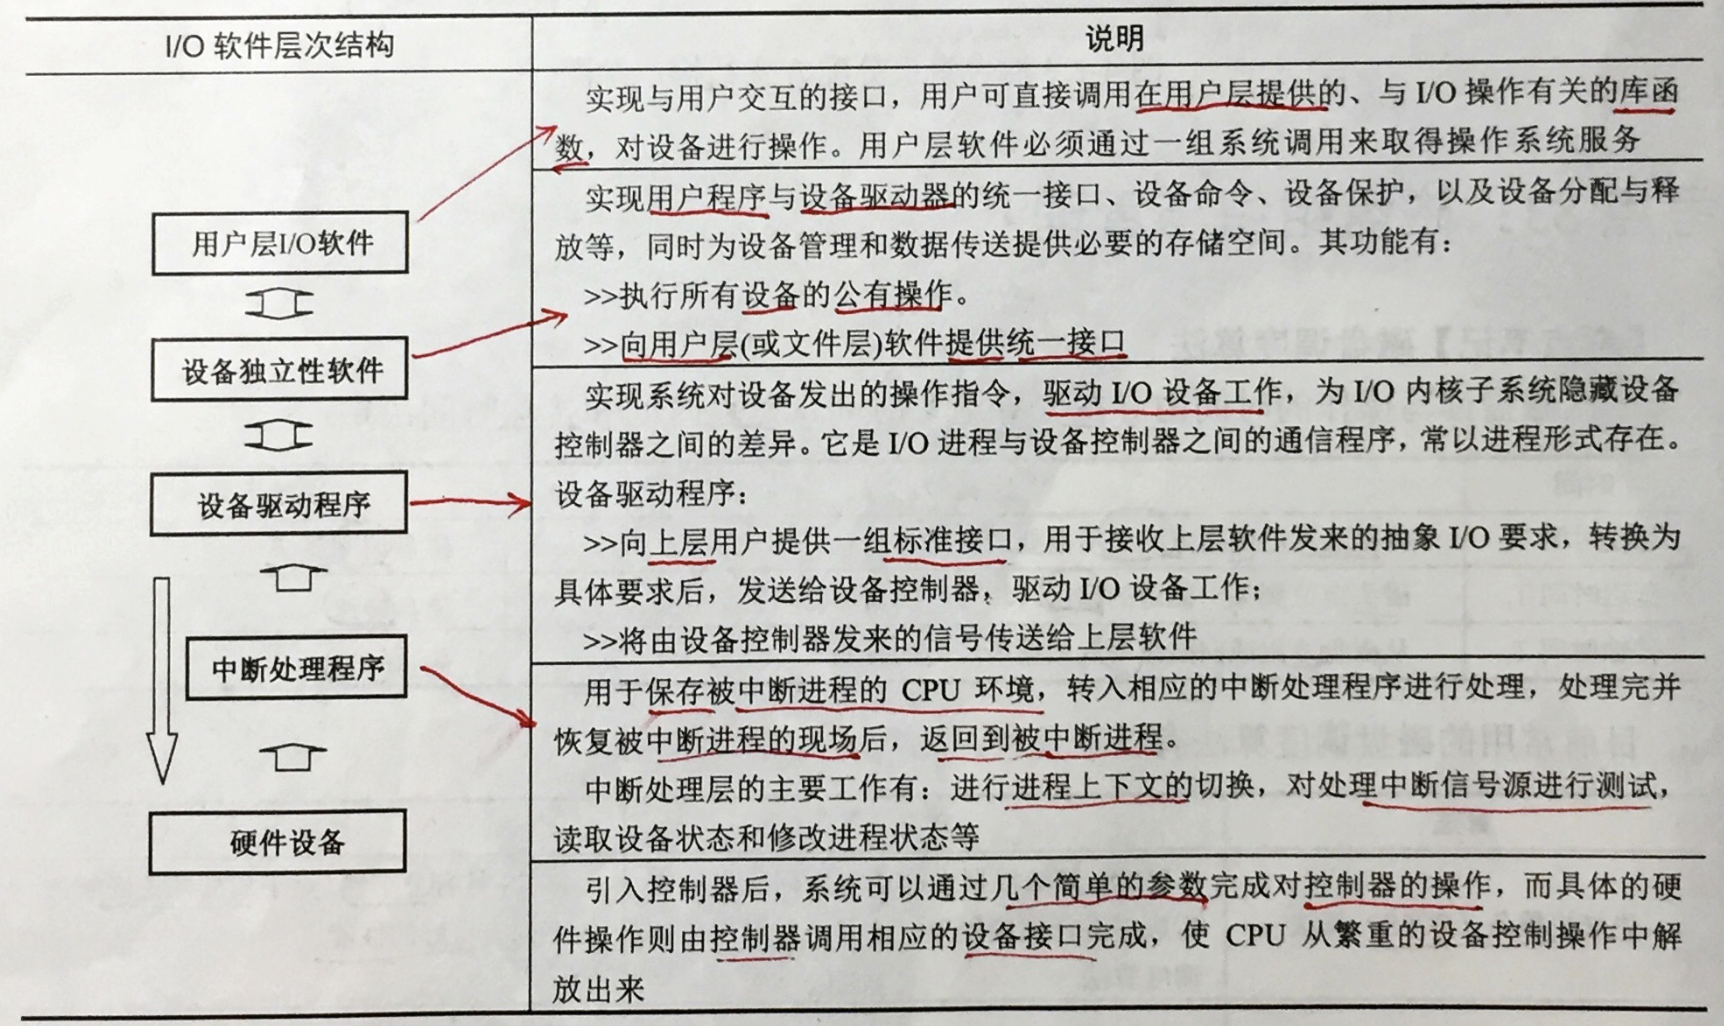 I/O 软件层次结构
说明
实现与用户交互的接口，用户可直接调用在用户层提供的、与 I/O 操作有关的库函
数，对设备进行操作。用户层软件必须通过一组系统调用来取得操作系统服务
用户层I/O软件
实现用户程序与设备驱动器的统一接口、设备命令、设备保护，以及设备分配与释
放等，同时为设备管理和数据传送提供必要的存储空间。其功能有：
>>执行所有设备的公有操作。
>>向用户层(或文件层)软件提供统一接口
设备独立性软件
实现系统对设备发出的操作指令，驱动 I/O 设备工作，为 I/O 内核子系统隐藏设备
控制器之间的差异。它是 I/O 进程与设备控制器之间的通信程序，常以进程形式存在。
设备驱动程序：
>>向上层用户提供一组标准接口，用于接收上层软件发来的抽象 I/O 要求，转换为
具体要求后，发送给设备控制器，驱动 I/O 设备工作；
>>将由设备控制器发来的信号传送给上层软件
设备驱动程序
用于保存被中断进程的 CPU 环境，转入相应的中断处理程序进行处理，处理完并
恢复被中断进程的现场后，返回到被中断进程。
中断处理层的主要工作有：进行进程上下文的切换，对处理中断信号源进行测试，
读取设备状态和修改进程状态等
中断处理程序
引入控制器后，系统可以通过几个简单的参数完成对控制器的操作，而具体的硬
件操作则由控制器调用相应的设备接口完成，使 CPU 从繁重的设备控制操作中解
放出来
硬件设备